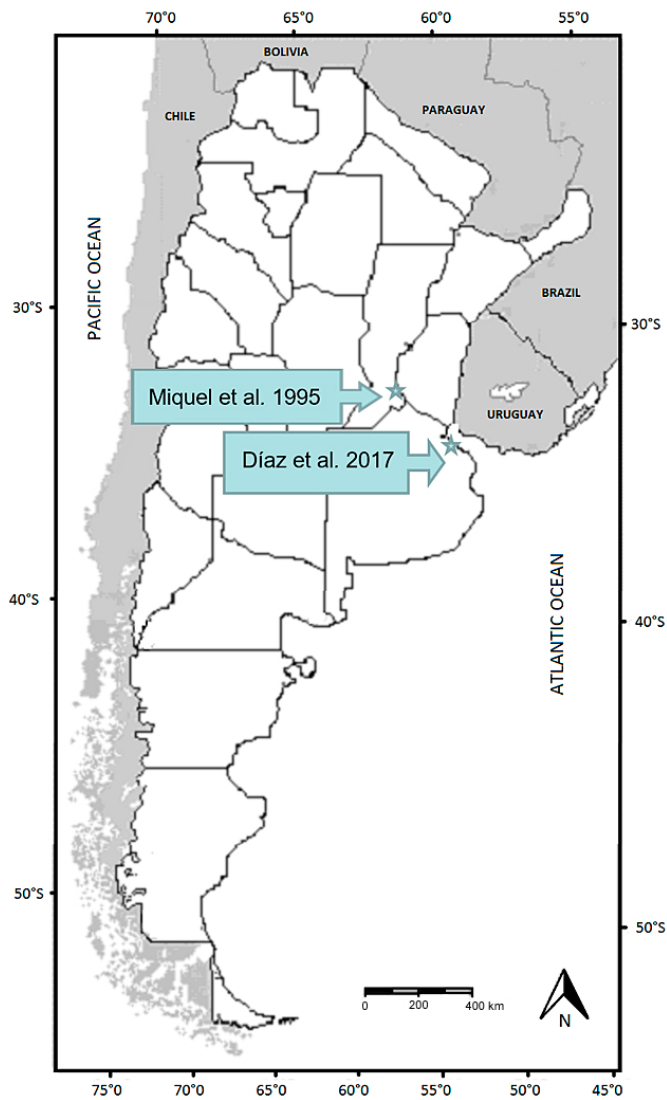 70°0 65°0 60°0 55°0
BOLIVIA
CHILE
PARAGUAY
PACIFIC OCEAN
BRAZIL
30°S 30°S
Miquel et al. 1995
URUGUAY
Díaz et al. 2017
ATLANTIC OCEAN
40°S 40°S
50°S 50°S
0 200 400 km
N
75°0 70°0 65°0 60°0 55°0 50°0 45°0